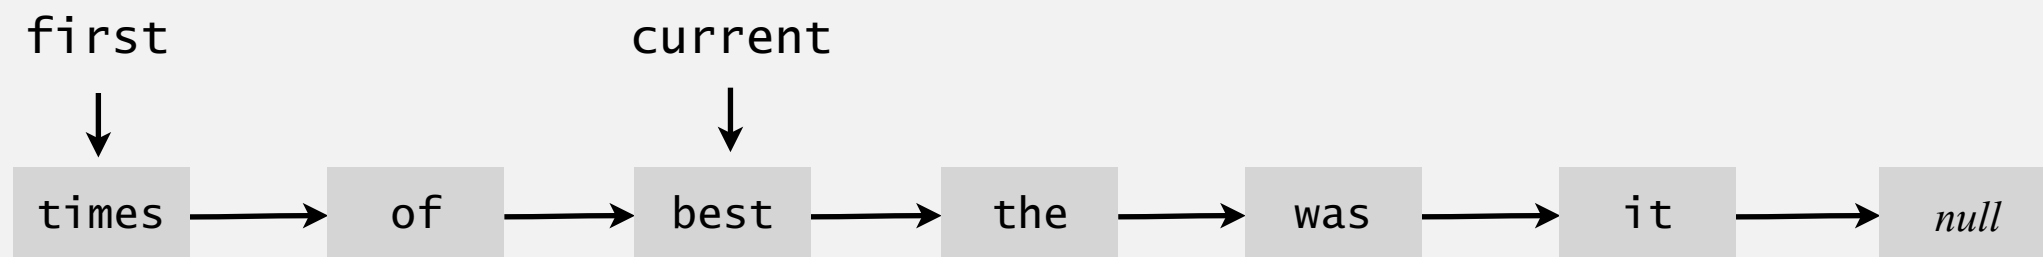 first current
times of best the was it null